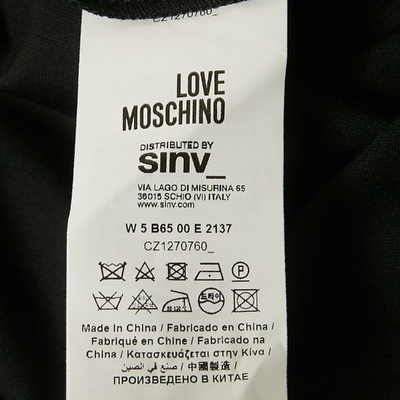 CZ1270760_
LOVE
MOSCHINO
DISTRIBUTED BY
sinv_
VIA LAGO DI MISURINA 65
36015 SCHIO (VI) ITALY
www.sinv.com
W 5 B65 00 E 2137
CZ1270760_
P
W
드라이
Made in China / Fabricado en China /
Fabriqué en Chine / Fabricado na
China / Κατασκευάζεται στην Κίνα /
صنع في الصين / 中國製造 /
ПРОИЗВЕДЕНО В КИТАЕ